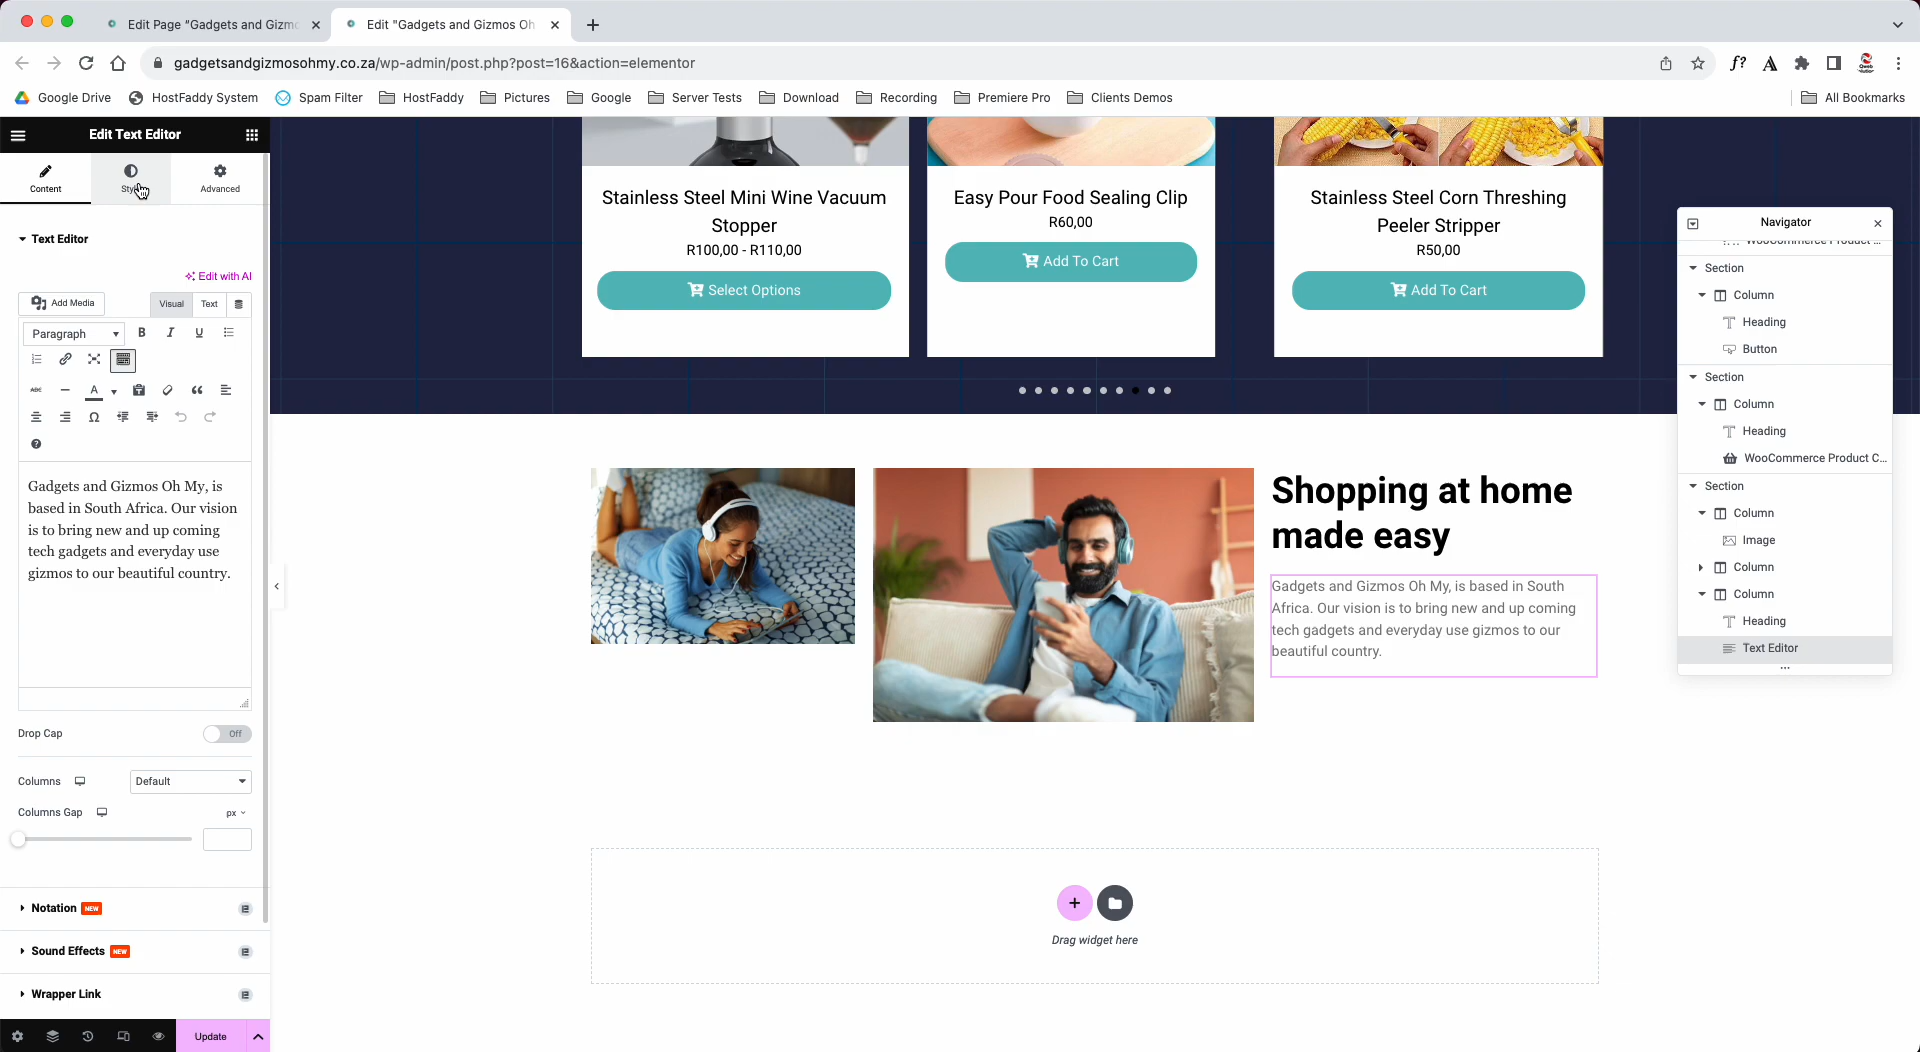 Edit Page "Gadgets and Gizmo
Edit "Gadgets and Gizmos Oh
gadgetsandgizmosohmy.co.za/wp-admin/post.php?post=16&action=elementor
Google Drive
HostFaddy System
Spam Filter
HostFaddy
Pictures
Google
Server Tests
Download
Recording
Premiere Pro
Clients Demos
All Bookmarks
Edit Text Editor
Content
Style
Advanced
Text Editor
Edit with AI
Add Media
Visual
Text
Paragraph
Gadgets and Gizmos Oh My, is
based in South Africa. Our vision
is to bring new and up coming
tech gadgets and everyday use
gizmos to our beautiful country.
Drop Cap
Off
Columns
Default
Columns Gap
px
Notation NEW
Sound Effects NEW
Wrapper Link
Update
Stainless Steel Mini Wine Vacuum
Stopper
R100,00 - R110,00
Select Options
Easy Pour Food Sealing Clip
R60,00
Add To Cart
Stainless Steel Corn Threshing
Peeler Stripper
R50,00
Add To Cart
Shopping at home
made easy
Gadgets and Gizmos Oh My, is based in South
Africa. Our vision is to bring new and up coming
tech gadgets and everyday use gizmos to our
beautiful country.
Drag widget here
Navigator
WooCommerce Product ...
Section
Column
Heading
Button
Section
Column
Heading
WooCommerce Product C...
Section
Column
Image
Column
Column
Heading
Text Editor